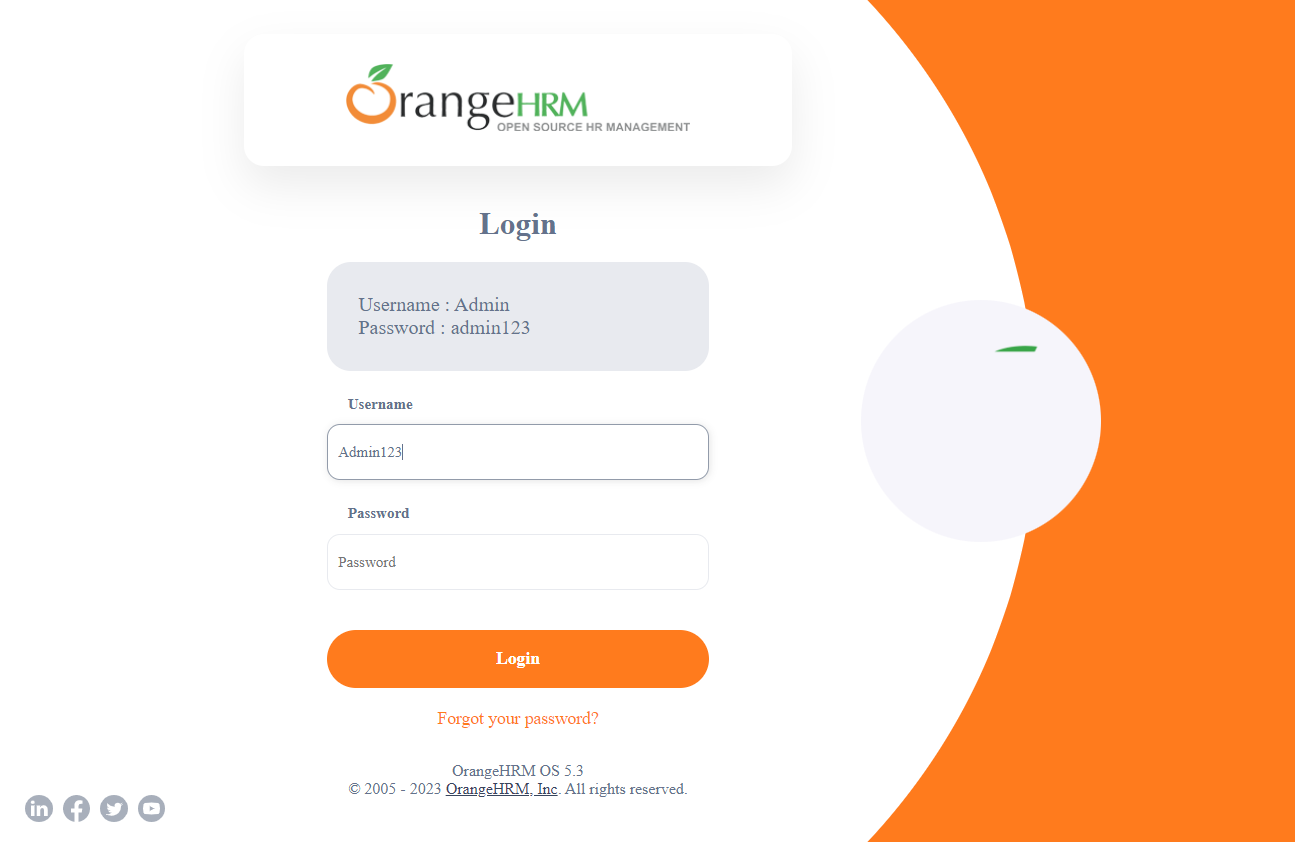 OrangeHRM
OPEN SOURCE HR MANAGEMENT
Login
Username : Admin
Password : admin123
Username
Admin123
Password
Password
Login
Forgot your password?
OrangeHRM OS 5.3
© 2005 - 2023 OrangeHRM, Inc. All rights reserved.